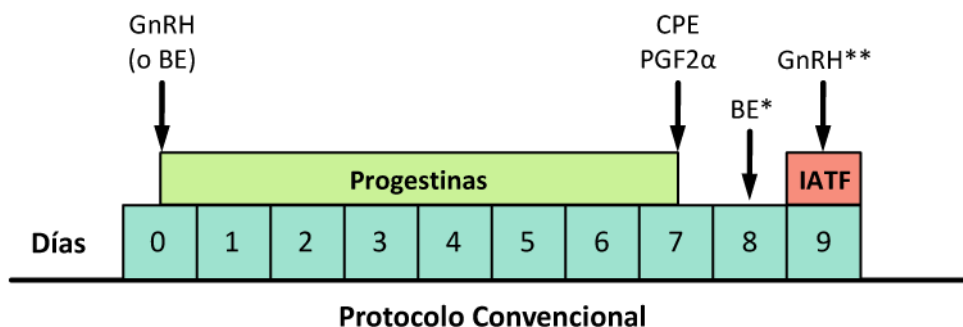 GnRH
(o BE)
CPE
PGF2α
GnRH**
BE*
Progestinas
IATF
Días 0 1 2 3 4 5 6 7 8 9
Protocolo Convencional